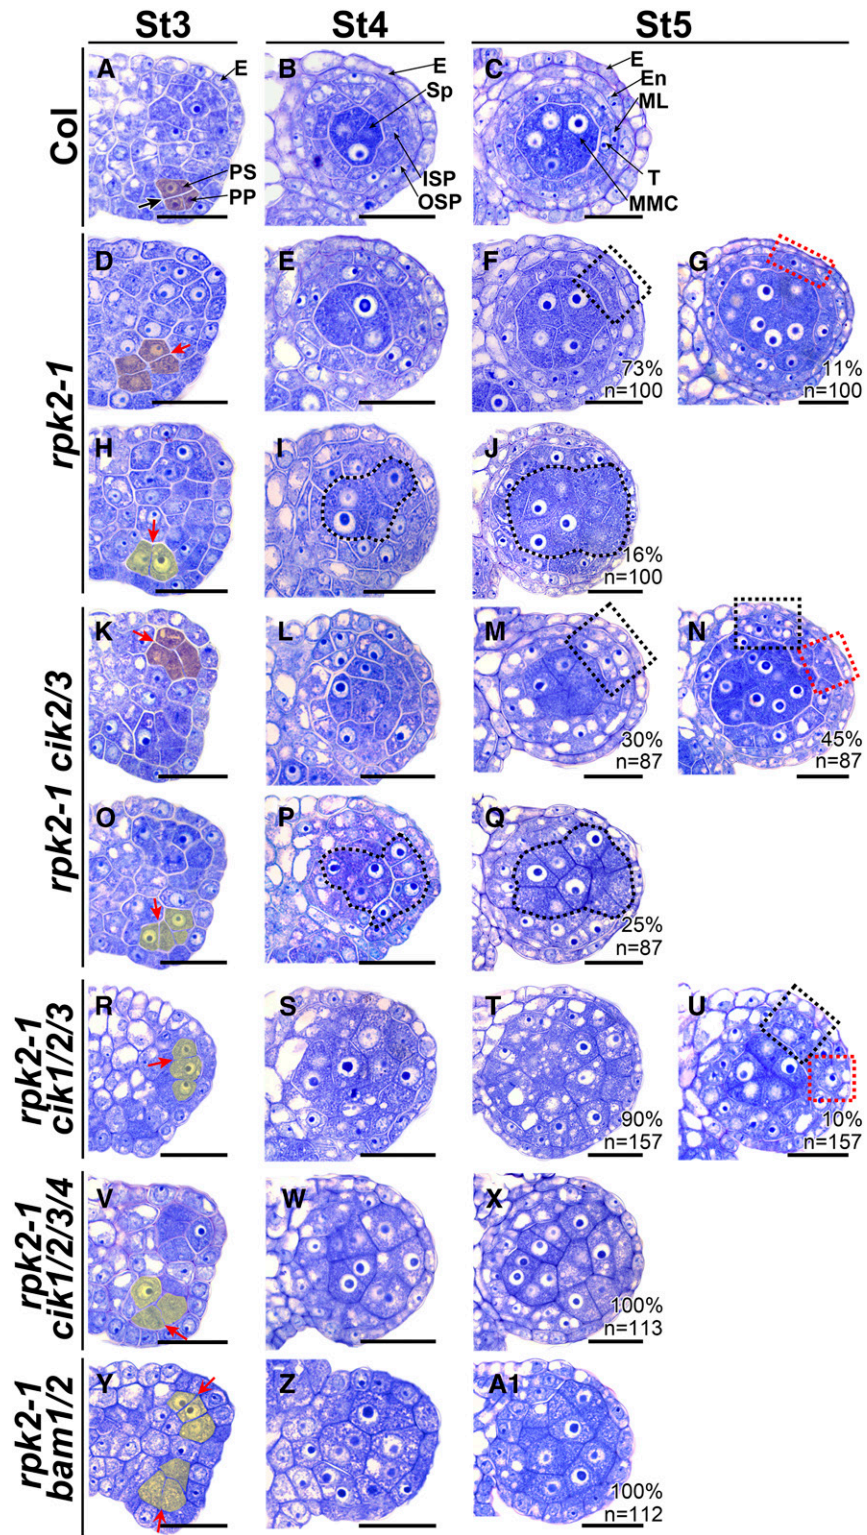 St3 St4 St5
Col
A E PS PP
B E Sp ISP OSP
C E En ML T MMC
rpk2-1
D
E
F 73% n=100
G 11% n=100
H
I
J 16% n=100
rpk2-1 cik2/3
K
L
M 30% n=87
N 45% n=87
O
P
Q 25% n=87
rpk2-1
cik1/2/3
R
S
T 90% n=157
U 10% n=157
rpk2-1
cik1/2/3/4
V
W
X 100% n=113
rpk2-1
bam1/2
Y
Z
A1 100% n=112